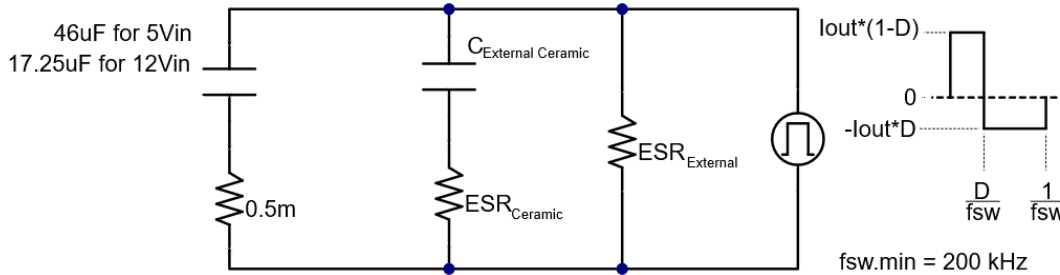 46uF for 5Vin
17.25uF for 12Vin
0.5m
C External Ceramic
ESR Ceramic
ESR External
Iout*(1-D)
0
-Iout*D
D
fsw
1
fsw
fsw.min = 200 kHz